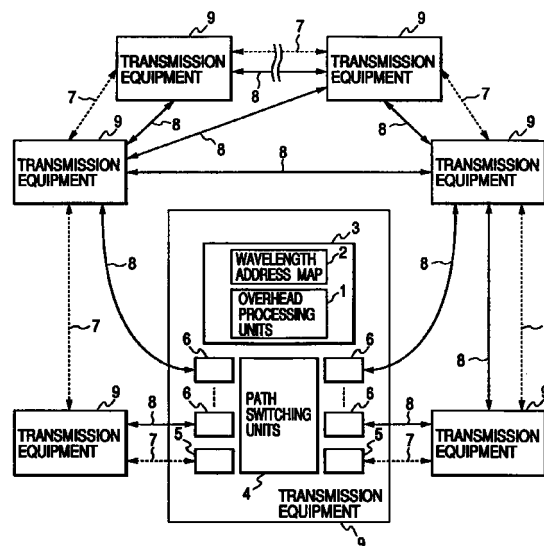 9
7
9
TRANSMISSION
EQUIPMENT
8
TRANSMISSION
EQUIPMENT
7
7
9
8
8
8
9
TRANSMISSION
EQUIPMENT
8
TRANSMISSION
EQUIPMENT
3
2
WAVELENGTH
ADDRESS MAP
1
OVERHEAD
PROCESSING
UNITS
8
8
7
6
6
8
PATH
SWITCHING
UNITS
9
8
6
6
8
9
TRANSMISSION
EQUIPMENT
7
5
5
7
TRANSMISSION
EQUIPMENT
4
TRANSMISSION
EQUIPMENT
9